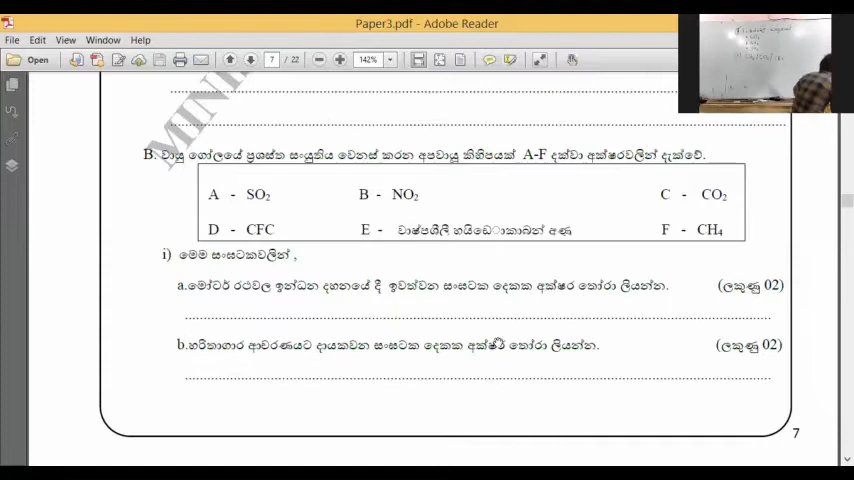 Paper3.pdf - Adobe Reader
File Edit View Window Help
Open 7 / 22 142%
MINI
B. වායු ගෝලයේ ප්‍රශස්ත සංයුතිය වෙනස් කරන අපවායු කිහිපයක් A-F දක්වා අක්ෂරවලින් දැක්වේ.
A - SO₂ B - NO₂ C - CO₂
D - CFC E - වාෂ්පශීලී හයිඩොකාබන් අණු F - CH₄
i) මෙම සංඝටකවලින් ,
a.මෝටර් රථවල ඉන්ධන දහනයේ දී ඉවත්වන සංඝටක දෙකක අක්ෂර තෝරා ලියන්න. (ලකුණු 02)
b.හරිතාගාර ආචරණයට දායකවන සංඝටක දෙකක අක්ෂර තෝරා ලියන්න. (ලකුණු 02)
7